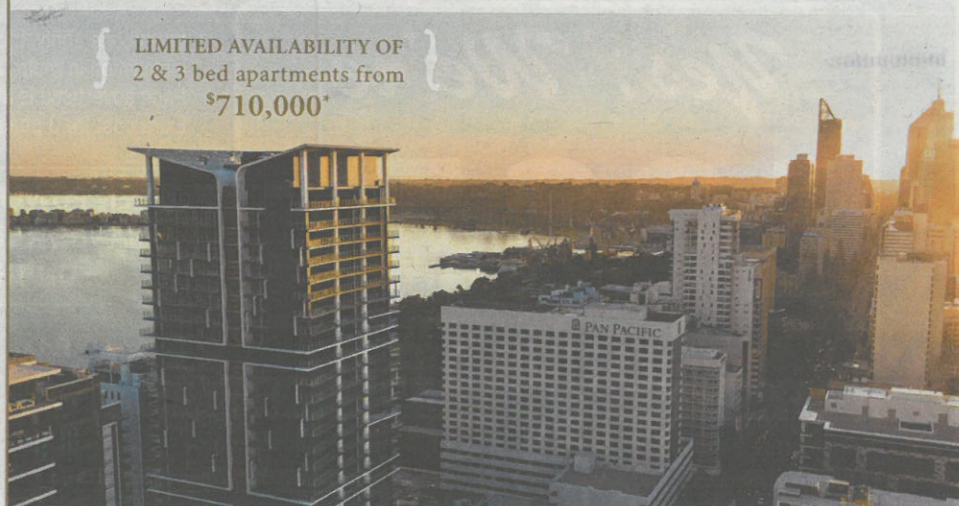 LIMITED AVAILABILITY OF
2 & 3 bed apartments from
$710,000*
PAN PACIFIC